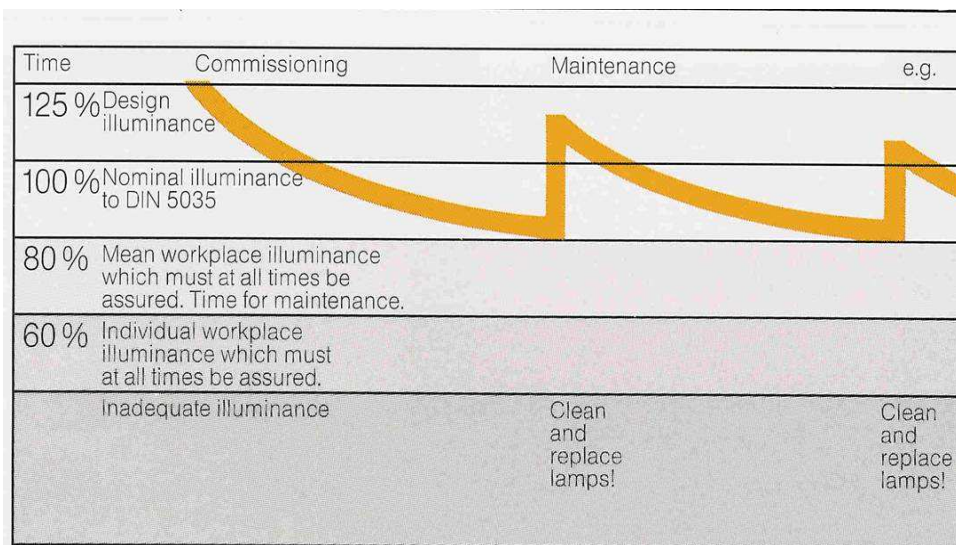 Time Commissioning Maintenance e.g.
125 % Design
illuminance
100 % Nominal illuminance
to DIN 5035
80 % Mean workplace illuminance
which must at all times be
assured. Time for maintenance.
60 % Individual workplace
illuminance which must
at all times be assured.
Inadequate illuminance
Clean
and
replace
lamps!
Clean
and
replace
lamps!